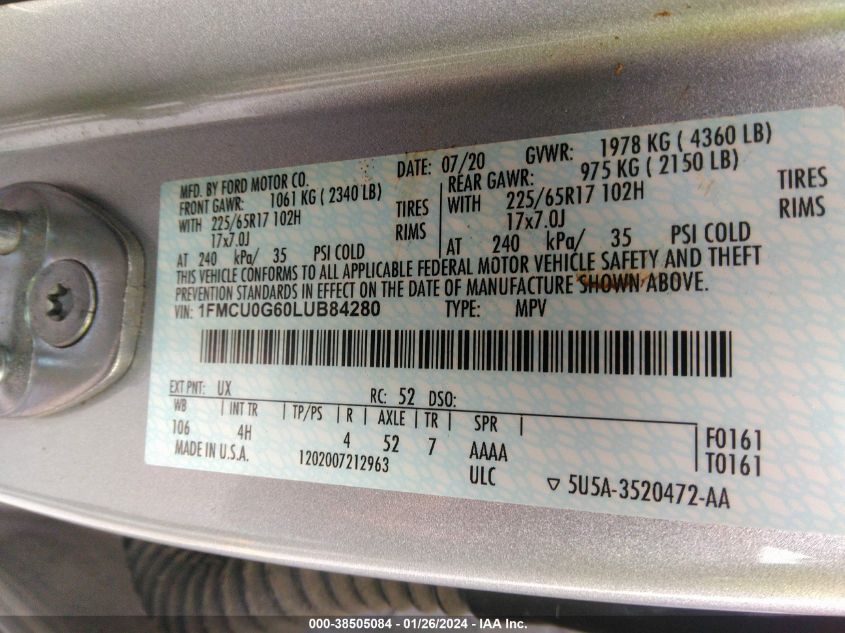 MFD. BY FORD MOTOR CO. DATE: 07/20 GVWR: 1978 KG ( 4360 LB)
FRONT GAWR: 1061 KG ( 2340 LB) REAR GAWR: 975 KG ( 2150 LB)
WITH 225/65R17 102H TIRES WITH 225/65R17 102H TIRES
17x7.0J RIMS 17x7.0J RIMS
AT 240 kPa/ 35 PSI COLD AT 240 kPa/ 35 PSI COLD
THIS VEHICLE CONFORMS TO ALL APPLICABLE FEDERAL MOTOR VEHICLE SAFETY AND THEFT
PREVENTION STANDARDS IN EFFECT ON THE DATE OF MANUFACTURE SHOWN ABOVE.
VIN: 1FMCU0G60LUB84280 TYPE: MPV
EXT PNT: UX RC: 52 DSO:
WB INT TR TP/PS R AXLE TR SPR F0161
106 4H 4 52 7 AAAA T0161
MADE IN U.S.A. 1202007212963 ULC 5U5A-3520472-AA
000-38505084 - 01/26/2024 - IAA Inc.